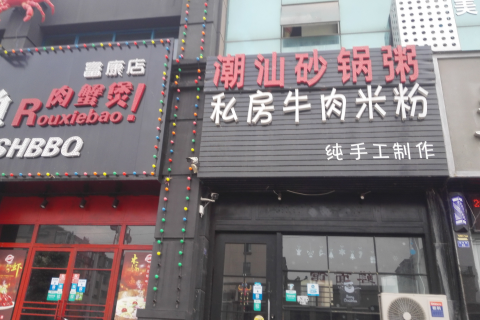 富康店
肉蟹煲!
Rouxiebao!
SHBBQ
潮汕砂锅粥
私房牛肉米粉
纯手工制作
美